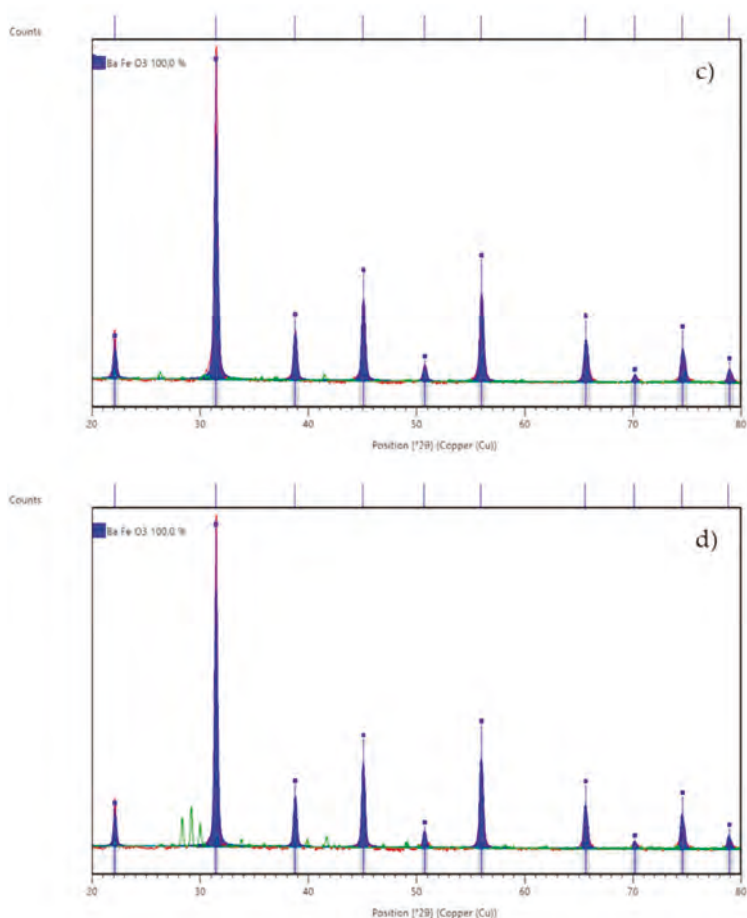 Counts
Ba Fe O3 100,0 %
c)
20 30 40 50 60 70 80
Position [°2θ] (Copper (Cu))
Counts
Ba Fe O3 100,0 %
d)
20 30 40 50 60 70 80
Position [°2θ] (Copper (Cu))